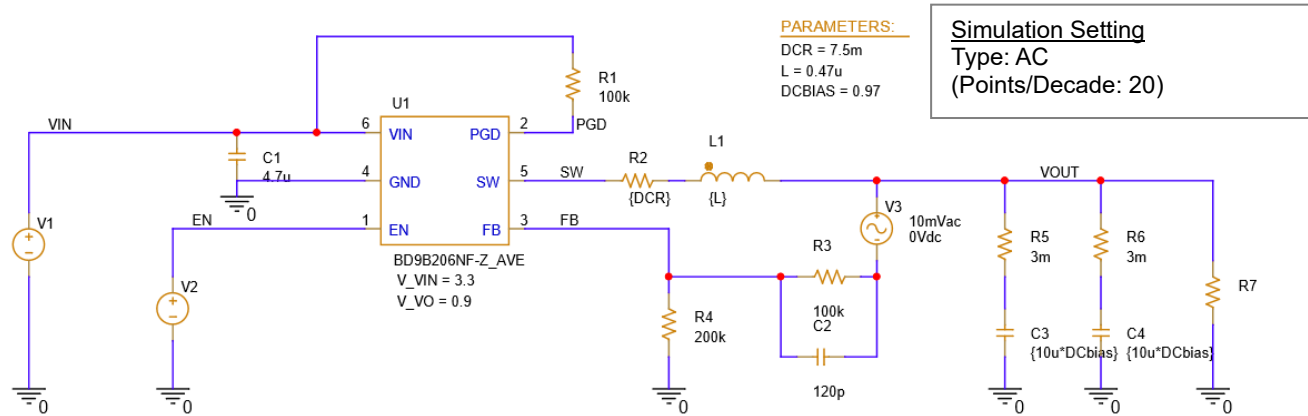 PARAMETERS:
DCR = 7.5m
L = 0.47u
DCBIAS = 0.97
Simulation Setting
Type: AC
(Points/Decade: 20)
R1
100k
PGD
U1
VIN
6
VIN
PGD
2
C1
4.7u
4
GND
SW
5
SW
R2
{DCR}
L1
{L}
VOUT
EN
1
EN
FB
3
FB
BD9B206NF-Z_AVE
V_VIN = 3.3
V_VO = 0.9
V1
V2
V3
10mVac
0Vdc
R3
100k
C2
120p
R4
200k
R5
3m
R6
3m
R7
C3
{10u*DCbias}
C4
{10u*DCbias}
0
0
0
0
0
0
0